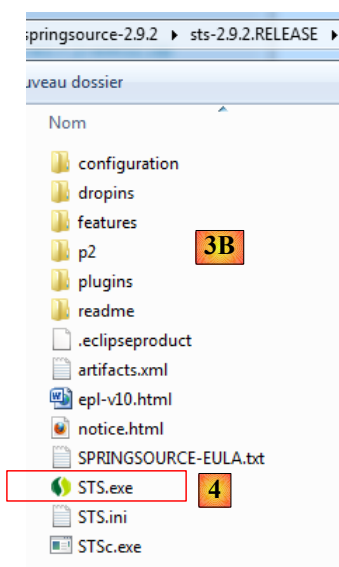 springsource-2.9.2 ▸ sts-2.9.2.RELEASE ▸
uveau dossier
Nom
configuration
dropins
features
p2
3B
plugins
readme
.eclipseproduct
artifacts.xml
epl-v10.html
notice.html
SPRINGSOURCE-EULA.txt
STS.exe
4
STS.ini
STSc.exe